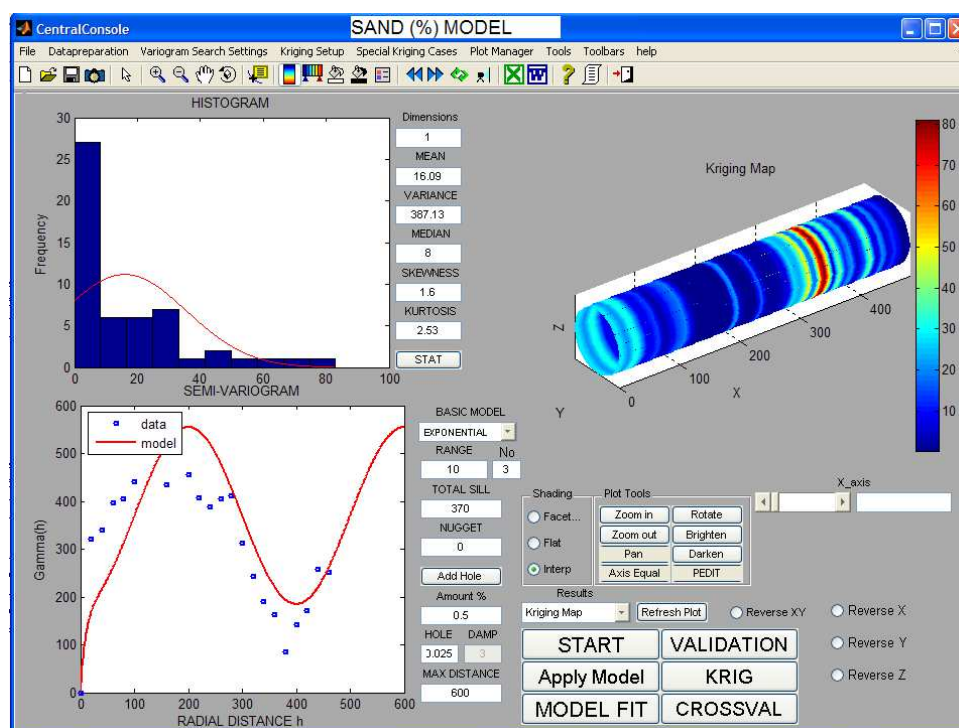 CentralConsole
SAND (%) MODEL
File Datapreparation Variogram Search Settings Kriging Setup Special Kriging Cases Plot Manager Tools Toolbars help
HISTOGRAM
30
25
20
15
10
5
0
Frequency
0 20 40 60 80 100
Dimensions
1
MEAN
16.09
VARIANCE
387.13
MEDIAN
8
SKEWNESS
1.6
KURTOSIS
2.53
STAT
Kriging Map
Z
Y
X
0
100
200
300
400
80
70
60
50
40
30
20
10
SEMI-VARIOGRAM
600
500
400
300
200
100
0
Gamma(h)
data
model
0 100 200 300 400 500 600
RADIAL DISTANCE h
BASIC MODEL
EXPONENTIAL
RANGE No
10 3
TOTAL SILL
370
NUGGET
0
Add Hole
Amount %
0.5
HOLE DAMP
0.025 3
MAX DISTANCE
600
Shading
Facet...
Flat
Interp
Plot Tools
Zoom in Rotate
Zoom out Brighten
Pan Darken
Axis Equal PEDIT
X_axis
Results
Kriging Map Refresh Plot Reverse XY
Reverse X
Reverse Y
Reverse Z
START VALIDATION
Apply Model KRIG
MODEL FIT CROSSVAL